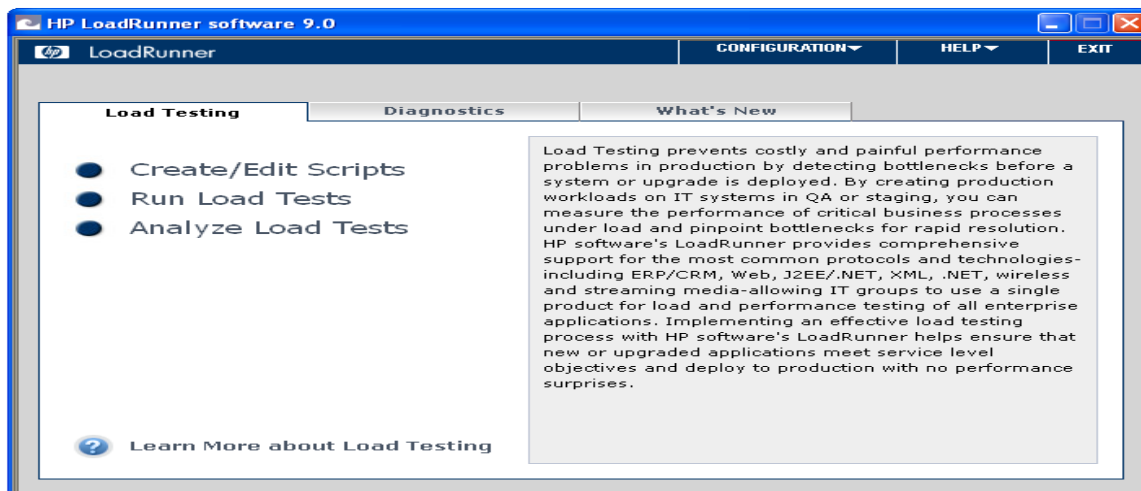 HP LoadRunner software 9.0
hp LoadRunner CONFIGURATION HELP EXIT
Load Testing Diagnostics What's New
Create/Edit Scripts
Run Load Tests
Analyze Load Tests
Load Testing prevents costly and painful performance
problems in production by detecting bottlenecks before a
system or upgrade is deployed. By creating production
workloads on IT systems in QA or staging, you can
measure the performance of critical business processes
under load and pinpoint bottlenecks for rapid resolution.
HP software's LoadRunner provides comprehensive
support for the most common protocols and technologies-
including ERP/CRM, Web, J2EE/.NET, XML, .NET, wireless
and streaming media-allowing IT groups to use a single
product for load and performance testing of all enterprise
applications. Implementing an effective load testing
process with HP software's LoadRunner helps ensure that
new or upgraded applications meet service level
objectives and deploy to production with no performance
surprises.
? Learn More about Load Testing